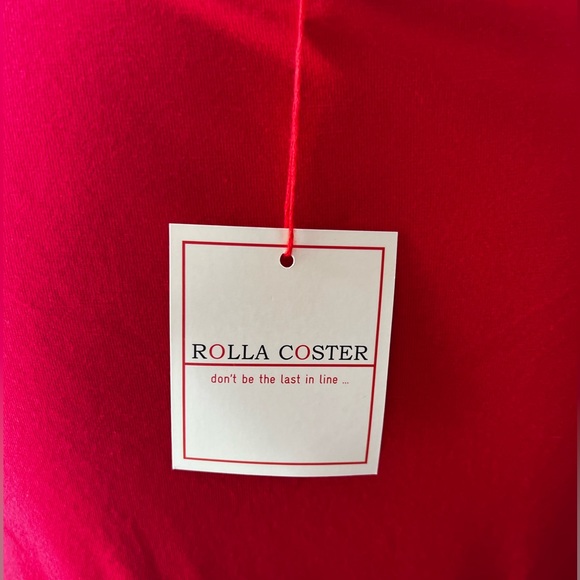 ROLLA COSTER
don't be the last in line ...